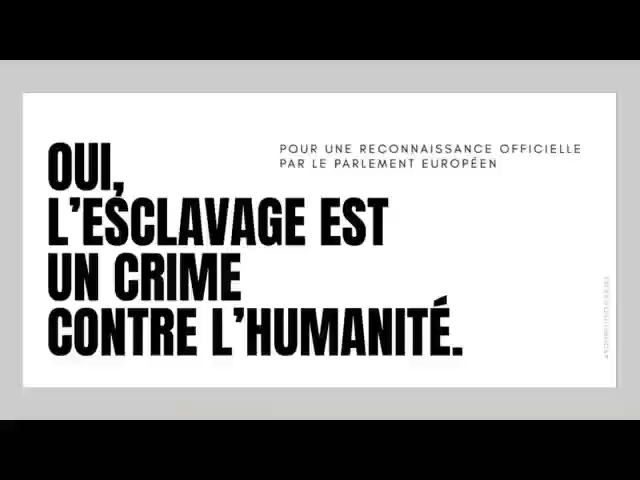 OUI,
L'ESCLAVAGE EST
UN CRIME
CONTRE L'HUMANITÉ.
POUR UNE RECONNAISSANCE OFFICIELLE
PAR LE PARLEMENT EUROPÉEN